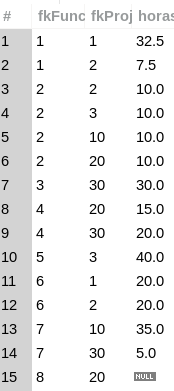 # fkFunc fkProj horas
1 1 1 32.5
2 1 2 7.5
3 2 2 10.0
4 2 3 10.0
5 2 10 10.0
6 2 20 10.0
7 3 30 30.0
8 4 20 15.0
9 4 30 20.0
10 5 3 40.0
11 6 1 20.0
12 6 2 20.0
13 7 10 35.0
14 7 30 5.0
15 8 20 NULL